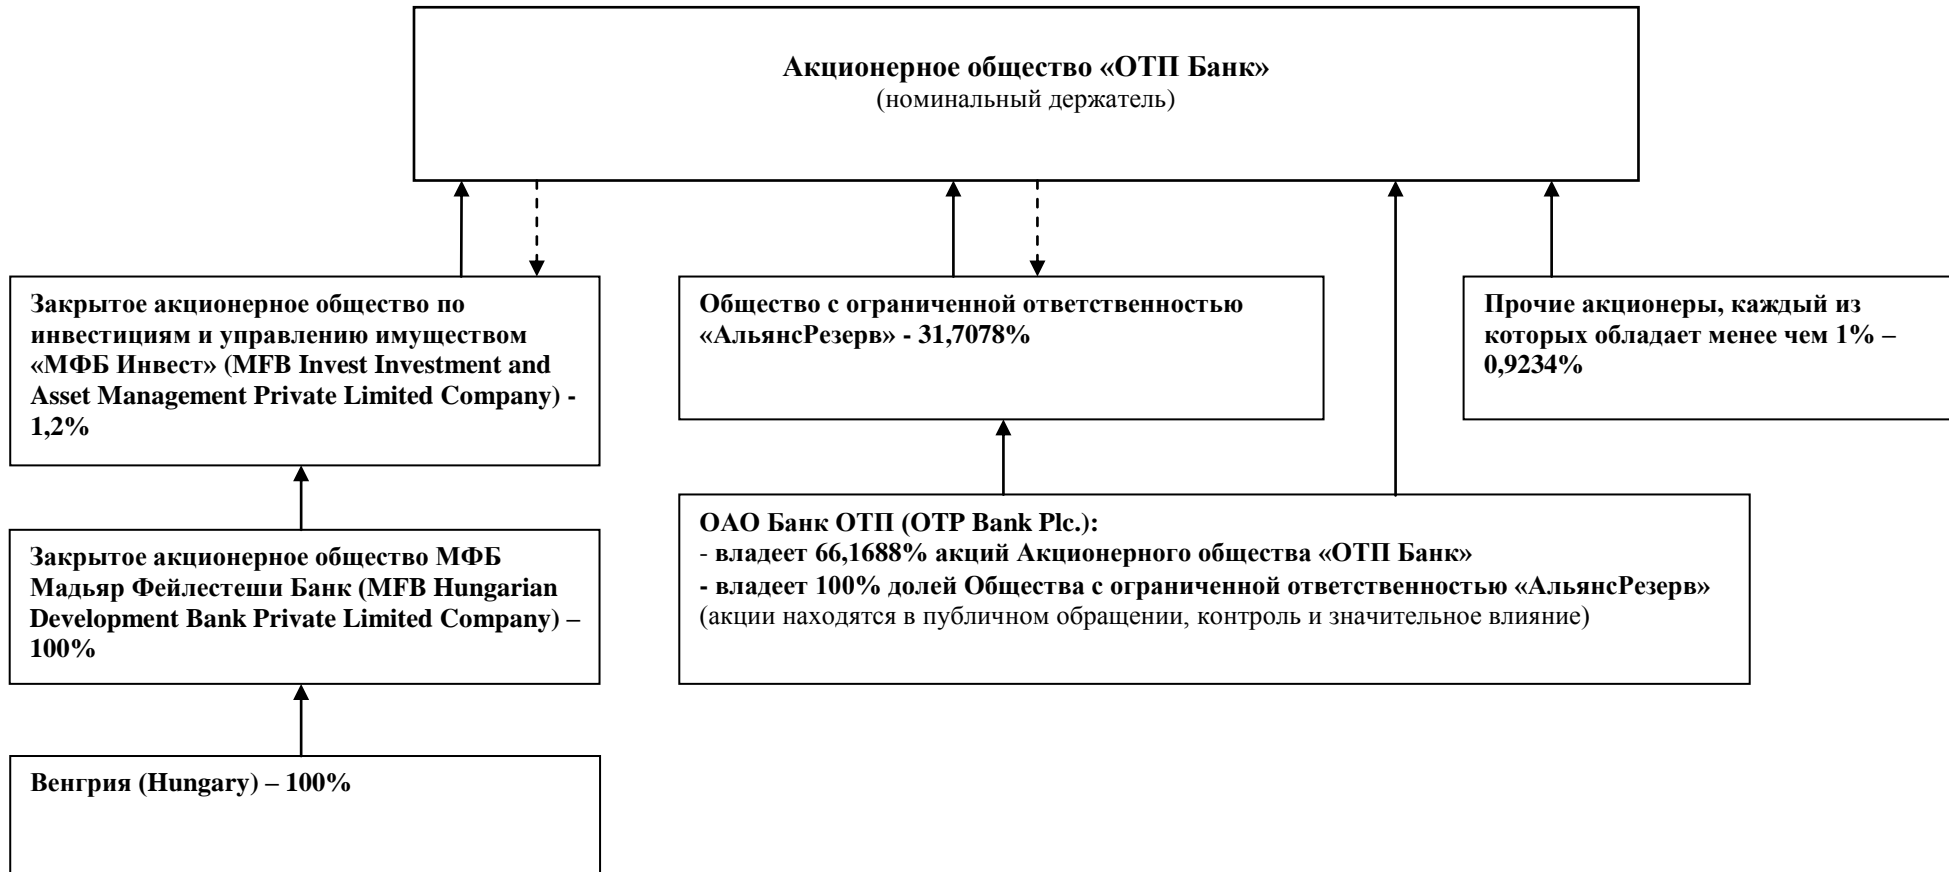 Акционерное общество «ОТП Банк»
(номинальный держатель)
Закрытое акционерное общество по
инвестициям и управлению имуществом
«МФБ Инвест» (MFB Invest Investment and
Asset Management Private Limited Company) -
1,2%
Общество с ограниченной ответственностью
«АльянсРезерв» - 31,7078%
Прочие акционеры, каждый из
которых обладает менее чем 1% –
0,9234%
Закрытое акционерное общество МФБ
Мадьяр Фейлестеши Банк (MFB Hungarian
Development Bank Private Limited Company) –
100%
ОАО Банк ОТП (OTP Bank Plc.):
- владеет 66,1688% акций Акционерного общества «ОТП Банк»
- владеет 100% долей Общества с ограниченной ответственностью «АльянсРезерв»
(акции находятся в публичном обращении, контроль и значительное влияние)
Венгрия (Hungary) – 100%